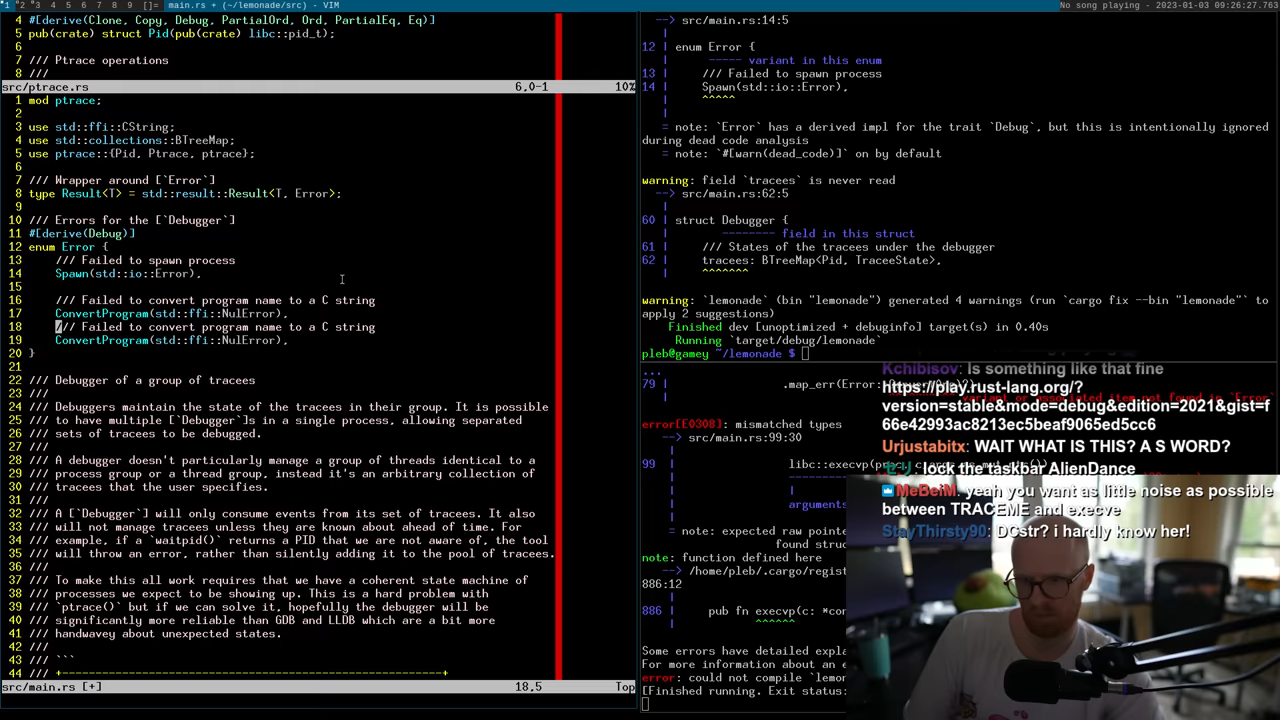 1 2 3 4 5 6 7 8 9 []= main.rs + (~/lemonade/src) - VIM
No song playing - 2023-01-03 09:26:27.763
4 #[derive(Clone, Copy, Debug, PartialOrd, Ord, PartialEq, Eq)]
5 pub(crate) struct Pid(pub(crate) libc::pid_t);
6
7 /// Ptrace operations
8 ///
src/ptrace.rs 6,0-1 10%
1 mod ptrace;
2
3 use std::ffi::CString;
4 use std::collections::BTreeMap;
5 use ptrace::{Pid, Ptrace, ptrace};
6
7 /// Wrapper around [`Error`]
8 type Result<T> = std::result::Result<T, Error>;
9
10 /// Errors for the [`Debugger`]
11 #[derive(Debug)]
12 enum Error {
13 /// Failed to spawn process
14 Spawn(std::io::Error),
15
16 /// Failed to convert program name to a C string
17 ConvertProgram(std::ffi::NulError),
18 /// Failed to convert program name to a C string
19 ConvertProgram(std::ffi::NulError),
20 }
21
22 /// Debugger of a group of tracees
23 ///
24 /// Debuggers maintain the state of the tracees in their group. It is possible
25 /// to have multiple [`Debugger`]s in a single process, allowing separated
26 /// sets of tracees to be debugged.
27 ///
28 /// A debugger doesn't particularly manage a group of threads identical to a
29 /// process group or a thread group, instead it's an arbitrary collection of
30 /// tracees that the user specifies.
31 ///
32 /// A [`Debugger`] will only consume events from its set of tracees. It also
33 /// will not manage tracees unless they are known about ahead of time. For
34 /// example, if a `waitpid()` returns a PID that we are not aware of, the tool
35 /// will throw an error, rather than silently adding it to the pool of tracees.
36 ///
37 /// To make this all work requires that we have a coherent state machine of
38 /// processes we expect to be showing up. This is a hard problem with
39 /// `ptrace()` but if we can solve it, hopefully the debugger will be
40 /// significantly more reliable than GDB and LLDB which are a bit more
41 /// handwavey about unexpected states.
42 ///
43 /// ```
44 /// +----------------------------------------------------------+
src/main.rs [+] 18,5 Top
--> src/main.rs:14:5
|
12 | enum Error {
| ----- variant in this enum
13 | /// Failed to spawn process
14 | Spawn(std::io::Error),
| ^^^^^
|
= note: `Error` has a derived impl for the trait `Debug`, but this is intentionally ignored
during dead code analysis
= note: `#[warn(dead_code)]` on by default
warning: field `tracees` is never read
--> src/main.rs:62:5
|
60 | struct Debugger {
| -------- field in this struct
61 | /// States of the tracees under the debugger
62 | tracees: BTreeMap<Pid, TraceeState>,
| ^^^^^^^
warning: `lemonade` (bin "lemonade") generated 4 warnings (run `cargo fix --bin "lemonade"` to
apply 2 suggestions)
Finished dev [unoptimized + debuginfo] target(s) in 0.40s
Running `target/debug/lemonade`
pleb@gamey ~/lemonade $
...
79 | .map_err(Error::
error[E0308]: mismatched types
--> src/main.rs:99:30
|
99 | libc::execvp(
| |
| arguments
|
= note: expected raw pointe
found struc
note: function defined here
--> /home/pleb/.cargo/regist
886:12
|
886 | pub fn execvp(c: *con
| ^^^^^^
Some errors have detailed expla
For more information about an e
error: could not compile `lemon
[Finished running. Exit status:
Kchibisov: Is something like that fine
https://play.rust-lang.org/?
version=stable&mode=debug&edition=2021&gist=f
66e42993ac8213ec5beaf9065ed5cc6
Urjustabitx: WAIT WHAT IS THIS? A S WORD?
セリ: rock the taskbar AlienDance
MeBeiM: yeah you want as little noise as possible
between TRACEME and execve
StayThirsty90: DCstr? i hardly know her!